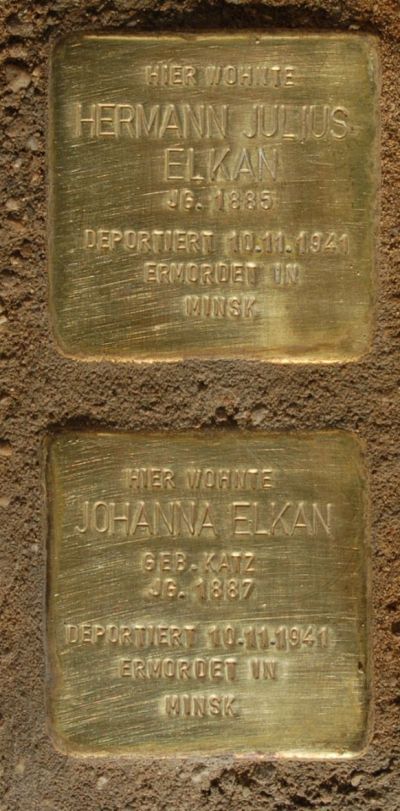 HIER WOHNTE
HERMANN JULIUS
ELKAN
JG. 1885
DEPORTIERT 10.11.1941
ERMORDET IN
MINSK
HIER WOHNTE
JOHANNA ELKAN
GEB. KATZ
JG. 1887
DEPORTIERT 10.11.1941
ERMORDET IN
MINSK